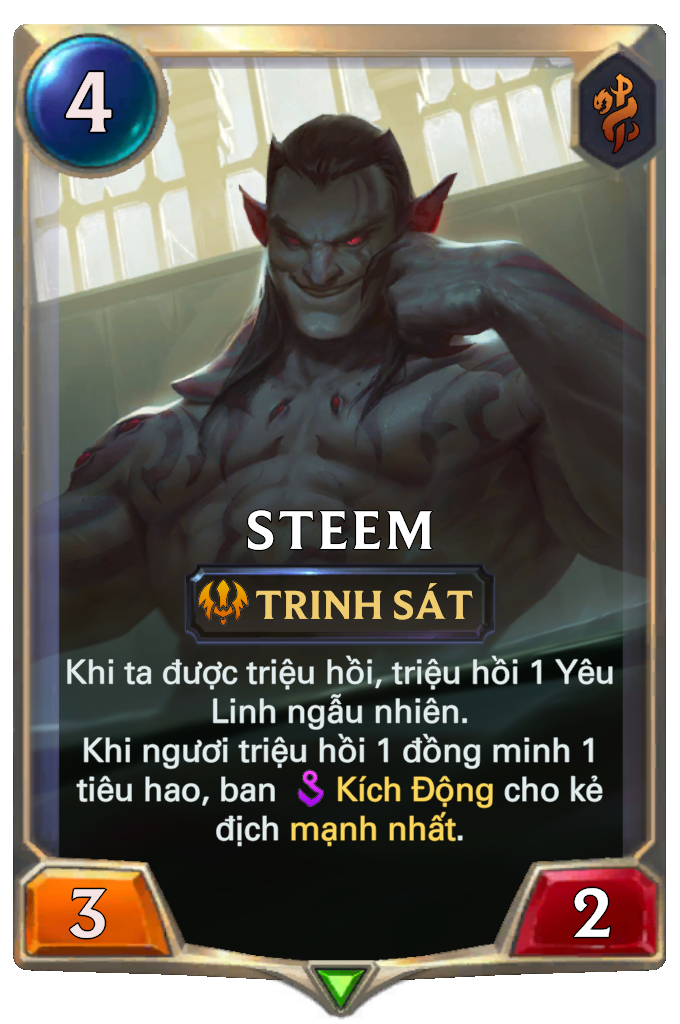 4
STEEM
TRINH SÁT
Khi ta được triệu hồi, triệu hồi 1 Yêu
Linh ngẫu nhiên.
Khi ngươi triệu hồi 1 đồng minh 1
tiêu hao, ban Kích Động cho kẻ
địch mạnh nhất.
3
2